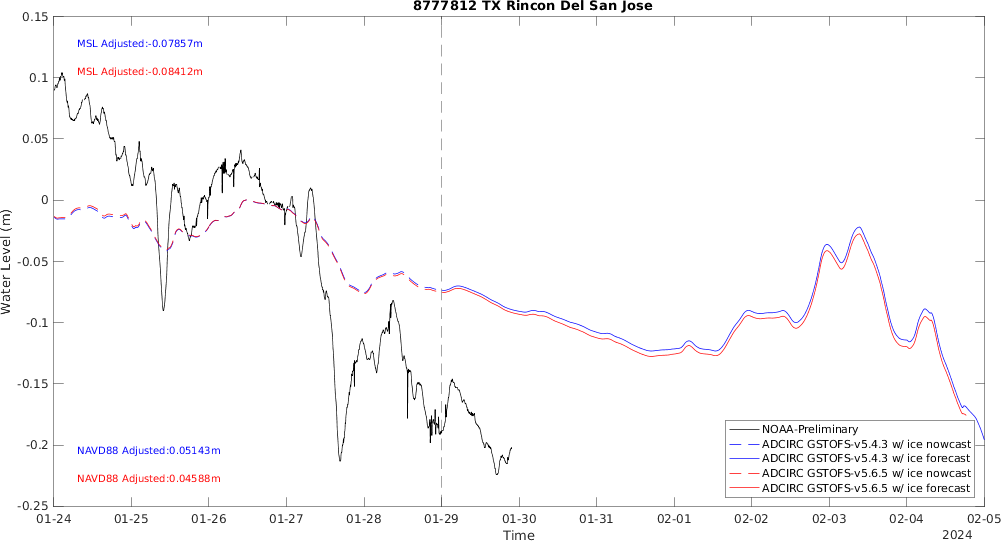 8777812 TX Rincon Del San Jose
0.15
0.1
0.05
0
-0.05
-0.1
-0.15
-0.2
-0.25
Water Level (m)
MSL Adjusted:-0.07857m
MSL Adjusted:-0.08412m
NAVD88 Adjusted:0.05143m
NAVD88 Adjusted:0.04588m
NOAA-Preliminary
ADCIRC GSTOFS-v5.4.3 w/ ice nowcast
ADCIRC GSTOFS-v5.4.3 w/ ice forecast
ADCIRC GSTOFS-v5.6.5 w/ ice nowcast
ADCIRC GSTOFS-v5.6.5 w/ ice forecast
01-24 01-25 01-26 01-27 01-28 01-29 01-30 01-31 02-01 02-02 02-03 02-04 02-05
Time
2024